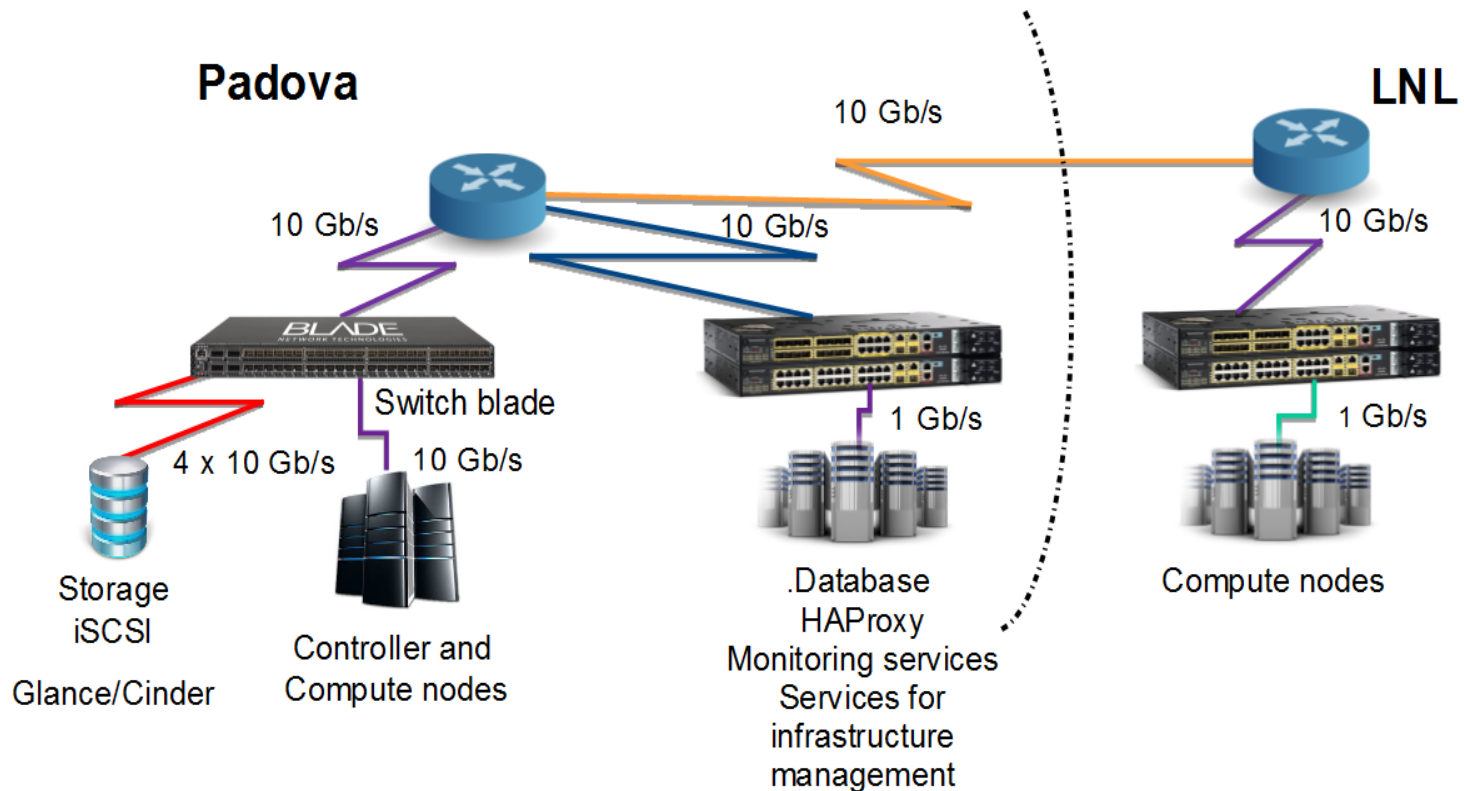 Padova
LNL
10 Gb/s
10 Gb/s
10 Gb/s
10 Gb/s
BLADE
NETWORK TECHNOLOGIES
Switch blade
4 x 10 Gb/s
10 Gb/s
1 Gb/s
1 Gb/s
Storage
iSCSI
Glance/Cinder
Controller and
Compute nodes
.Database
HAProxy
Monitoring services
Services for
infrastructure
management
Compute nodes